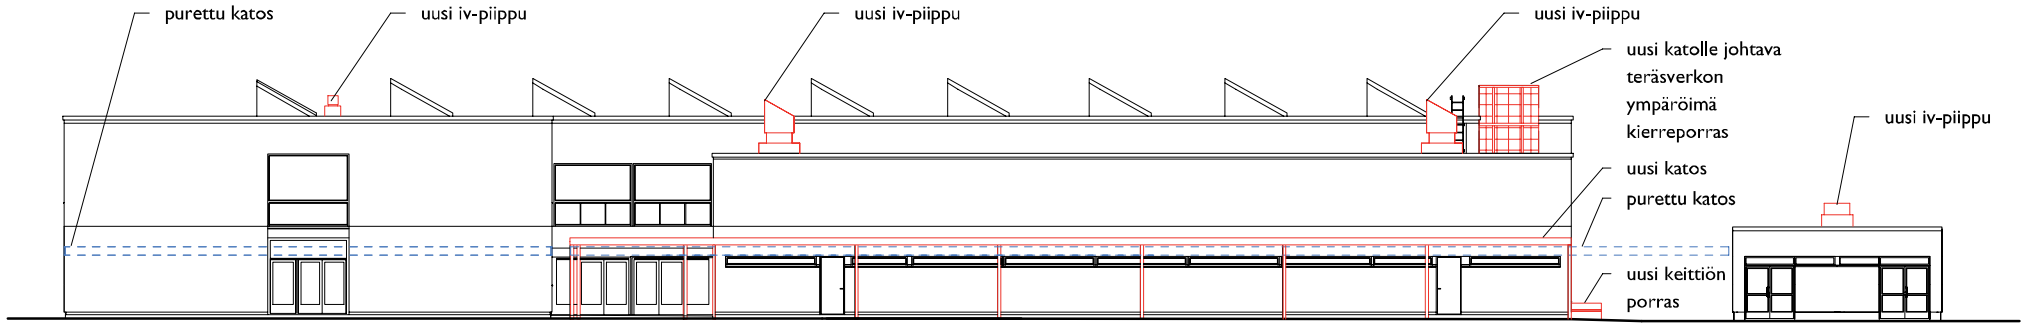 purettu katos
uusi iv-piippu
uusi iv-piippu
uusi iv-piippu
uusi katolle johtava
teräsverkon
ympäröimä
kierreporras
uusi iv-piippu
uusi katos
purettu katos
uusi keittiön
porras